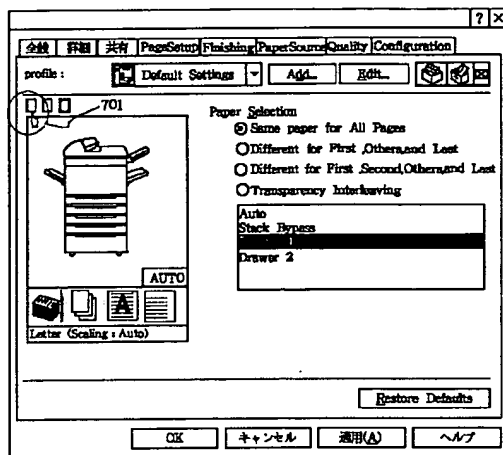 ? ×
全般 詳細 共有 PageSetup Finishing PaperSource Quality Configuration
profile : Default Settings Add... Edit...
701
Paper Selection
Same paper for All Pages
Different for First ,Others,and Last
Different for First ,Second,Others,and Last
Transparency Interleaving
Auto
Stack Bypass
Drawer 2
AUTO
A
Letter (Scaling : Auto)
Restore Defaults
OK キャンセル 適用(A) ヘルプ